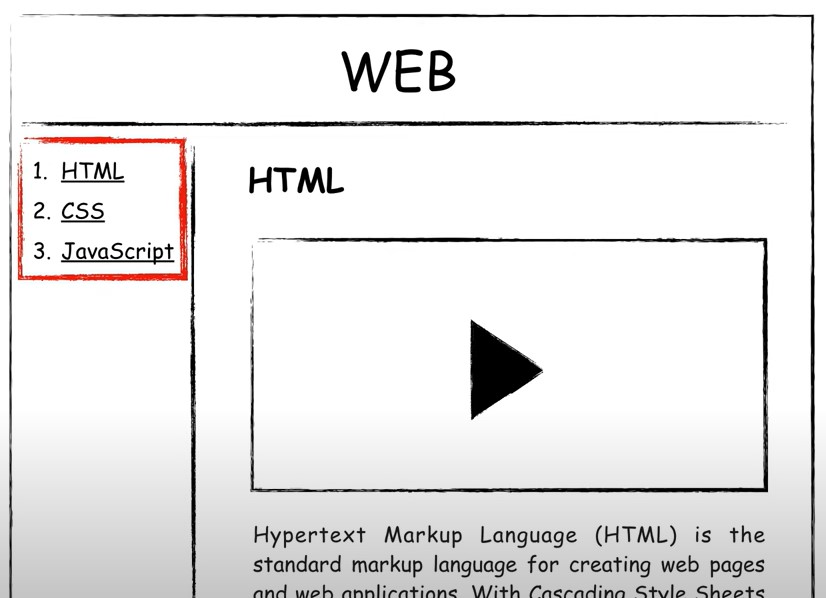 WEB
1. HTML
2. CSS
3. JavaScript
HTML
Hypertext Markup Language (HTML) is the
standard markup language for creating web pages
and web applications. With Cascading Style Sheets